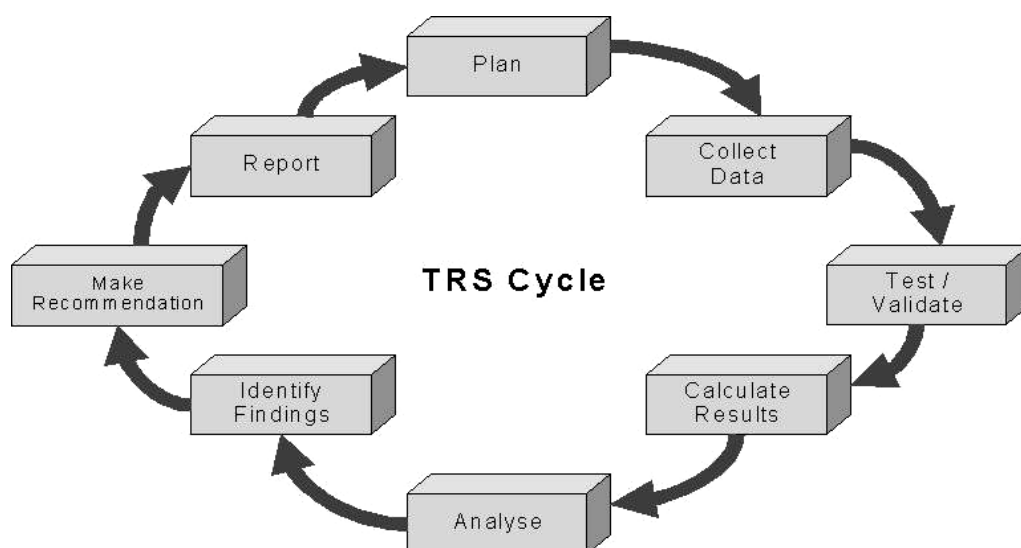 Plan
Collect
Data
Test /
Validate
Calculate
Results
Analyse
Identify
Findings
Make
Recommendation
Report
TRS Cycle